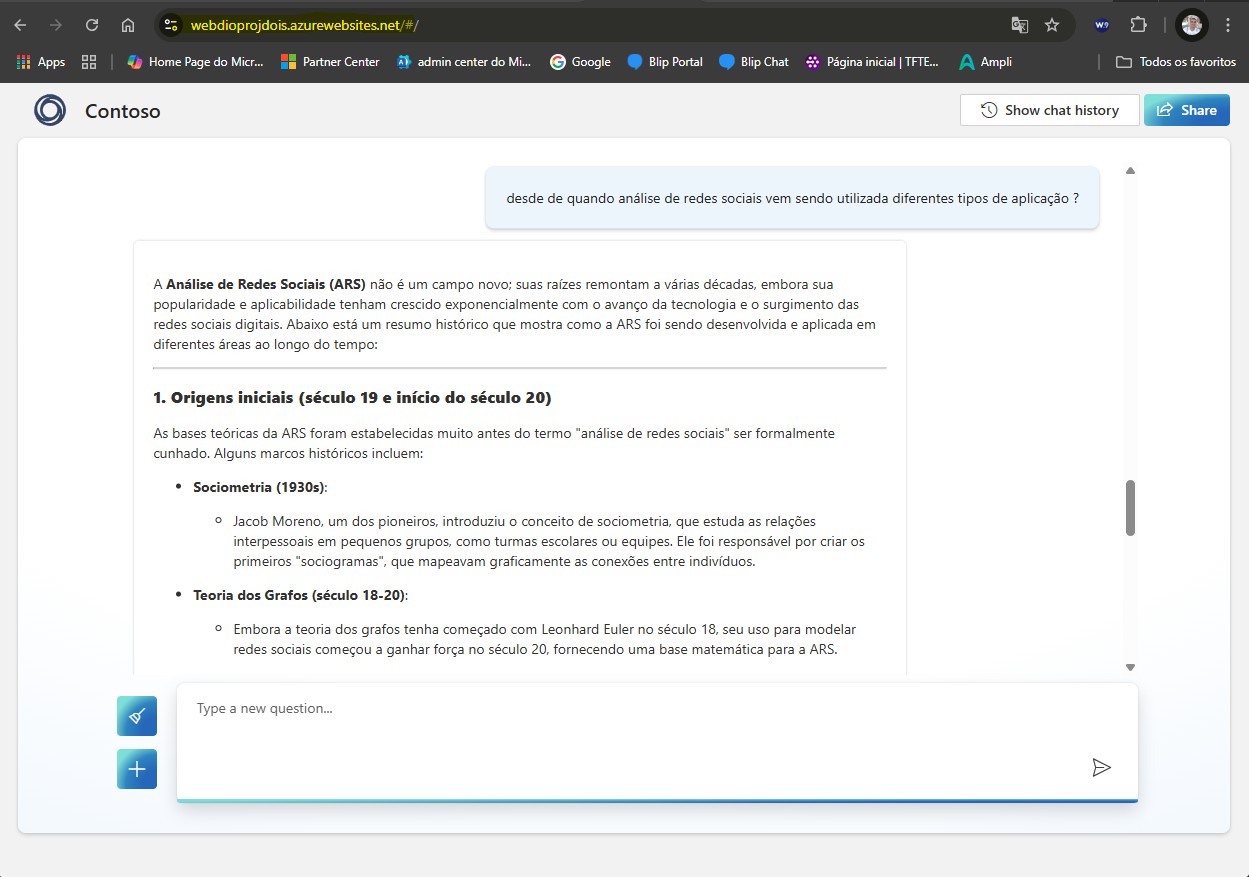 webdioprojdois.azurewebsites.net/#/
W9
Apps
Home Page do Micr...
Partner Center
admin center do Mi...
Google
Blip Portal
Blip Chat
Página inicial | TFTE...
Ampli
Todos os favoritos
Contoso
Show chat history
Share
desde de quando análise de redes sociais vem sendo utilizada diferentes tipos de aplicação ?
A Análise de Redes Sociais (ARS) não é um campo novo; suas raízes remontam a várias décadas, embora sua
popularidade e aplicabilidade tenham crescido exponencialmente com o avanço da tecnologia e o surgimento das
redes sociais digitais. Abaixo está um resumo histórico que mostra como a ARS foi sendo desenvolvida e aplicada em
diferentes áreas ao longo do tempo:
1. Origens iniciais (século 19 e início do século 20)
As bases teóricas da ARS foram estabelecidas muito antes do termo "análise de redes sociais" ser formalmente
cunhado. Alguns marcos históricos incluem:
• Sociometria (1930s):
Jacob Moreno, um dos pioneiros, introduziu o conceito de sociometria, que estuda as relações
interpessoais em pequenos grupos, como turmas escolares ou equipes. Ele foi responsável por criar os
primeiros "sociogramas", que mapeavam graficamente as conexões entre indivíduos.
• Teoria dos Grafos (século 18-20):
Embora a teoria dos grafos tenha começado com Leonhard Euler no século 18, seu uso para modelar
redes sociais começou a ganhar força no século 20, fornecendo uma base matemática para a ARS.
Type a new question...